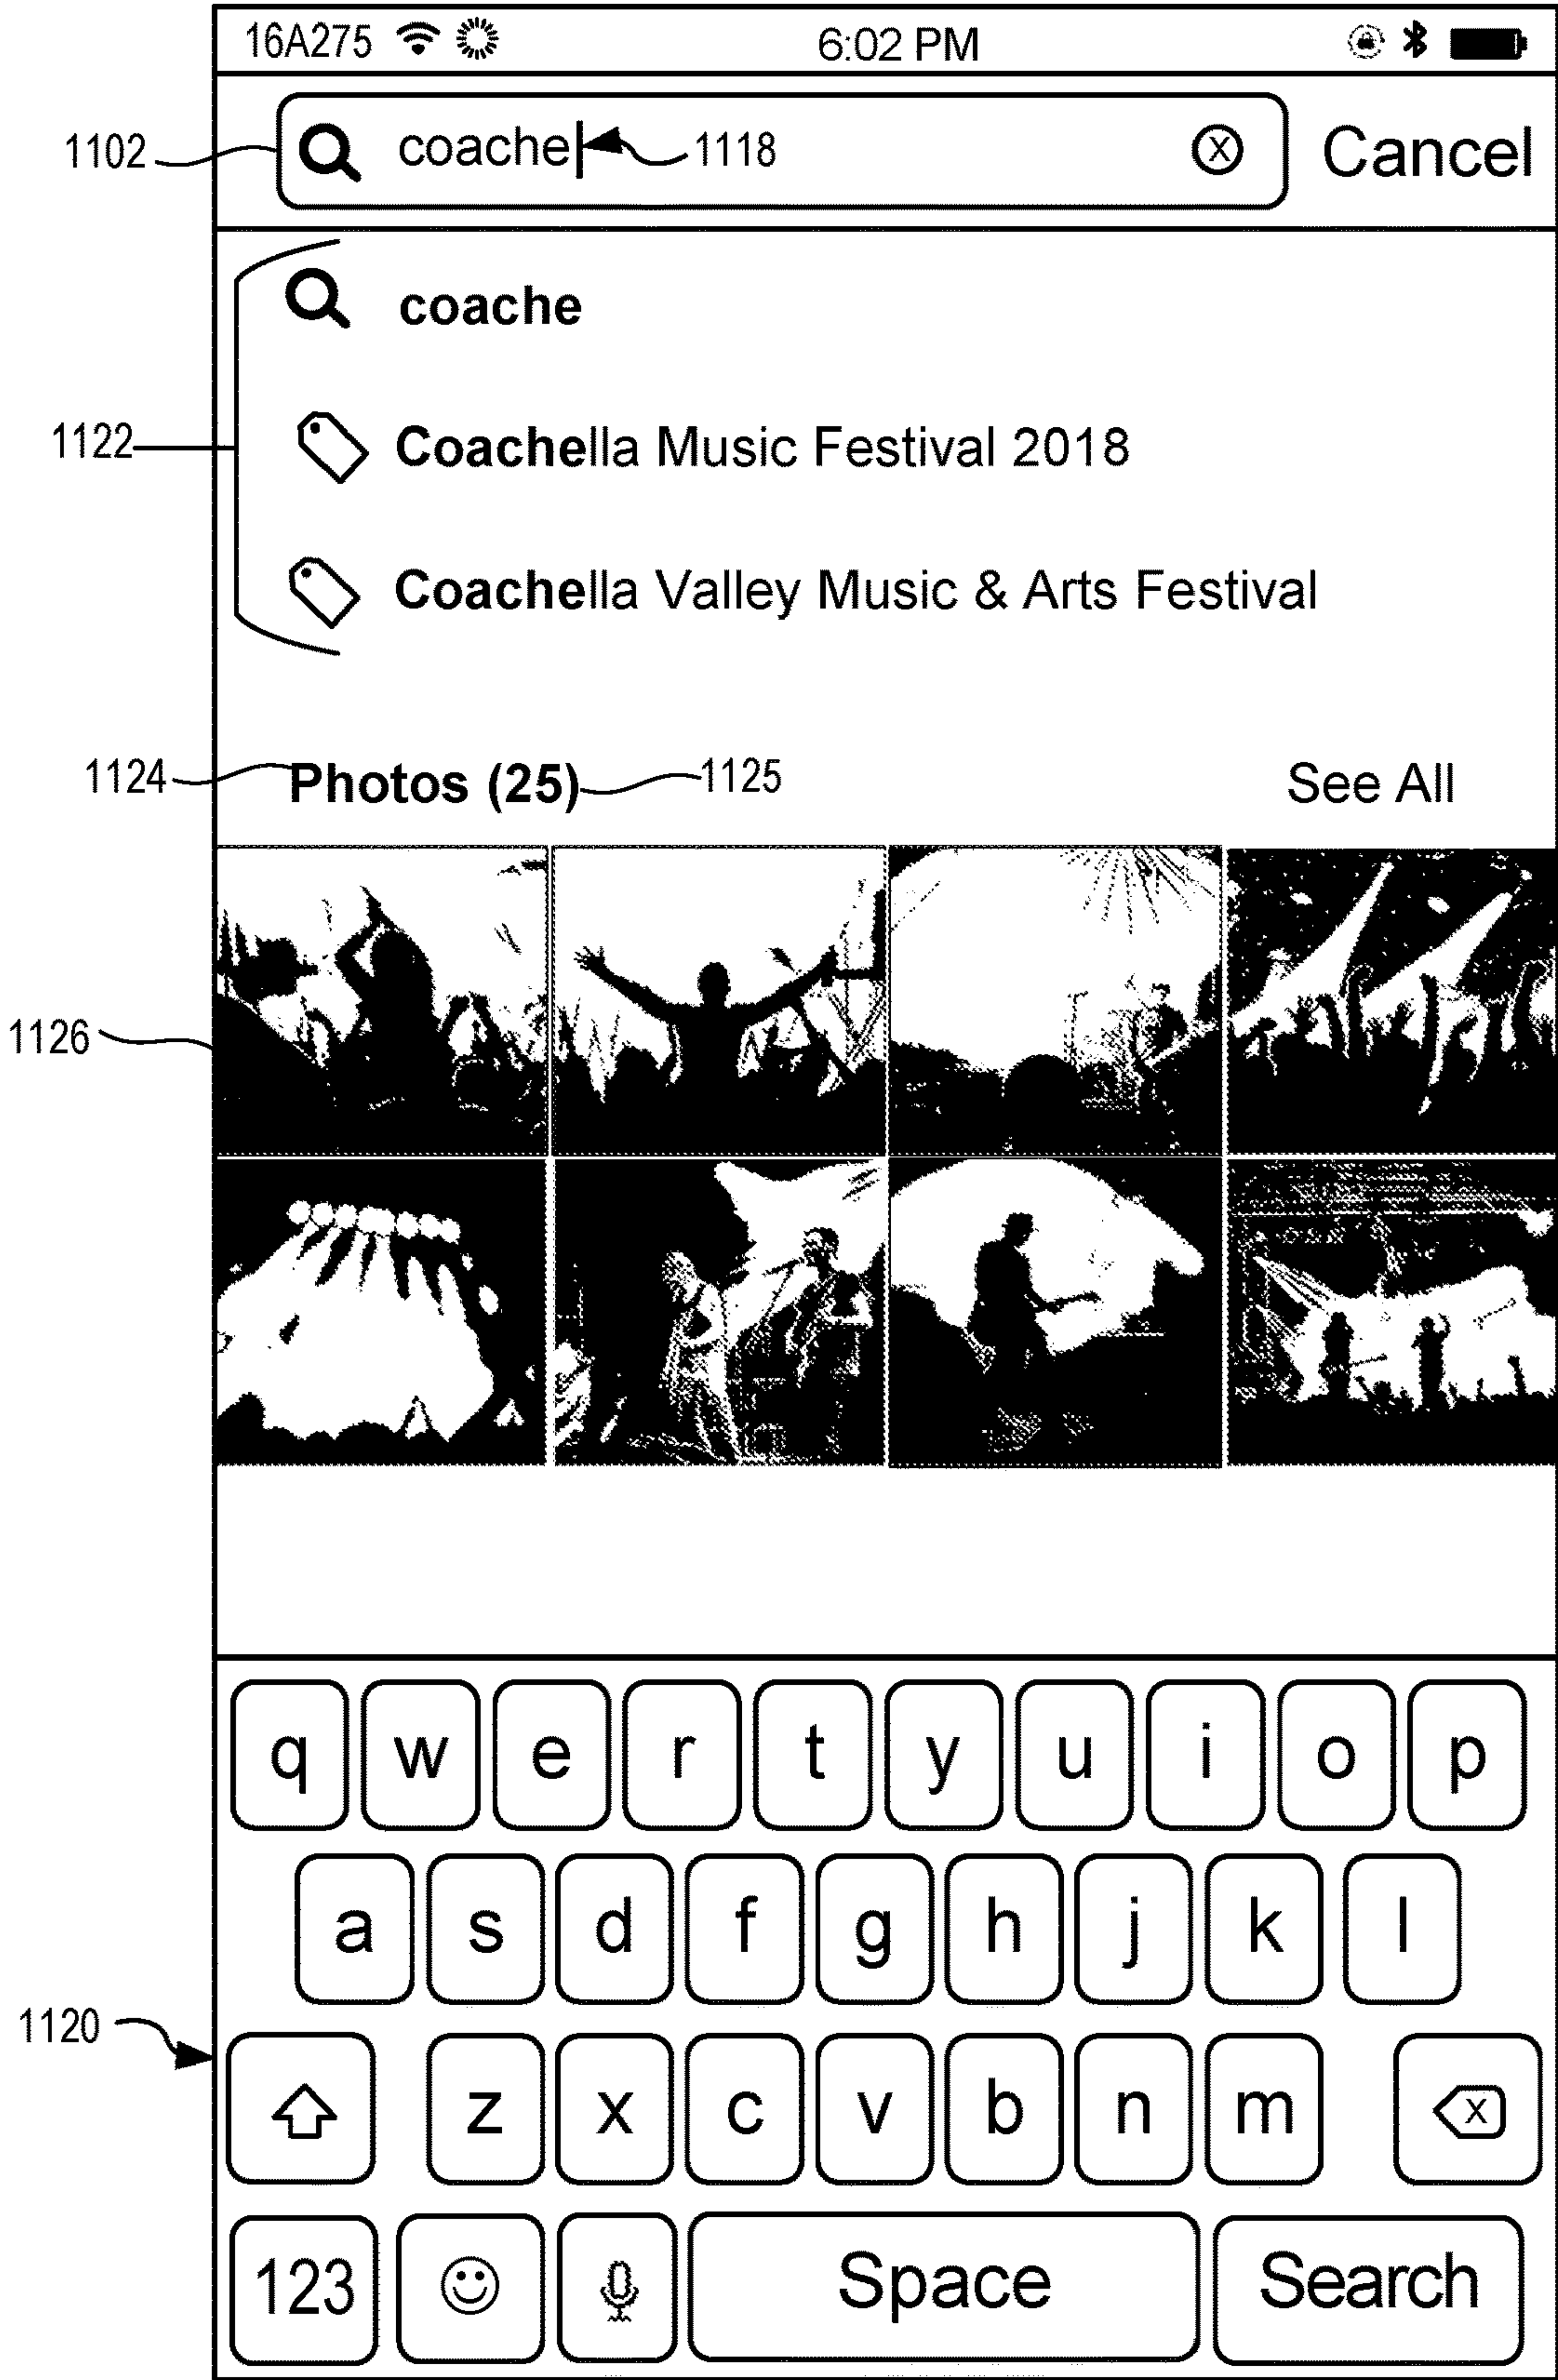 16A275 6:02 PM
1102 coache 1118 X Cancel
coache
1122 Coachella Music Festival 2018
Coachella Valley Music & Arts Festival
1124 Photos (25) 1125 See All
1126
q w e r t y u i o p
a s d f g h j k l
1120
z x c v b n m X
123 Space Search